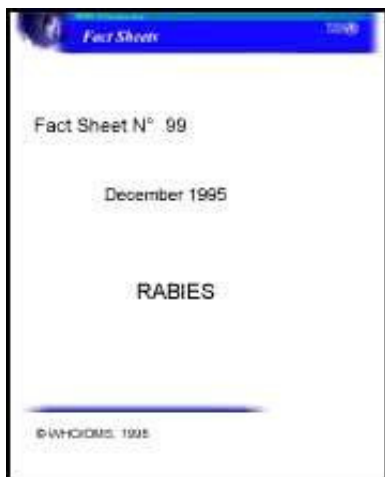 Fact Sheets
Fact Sheet N° 99
December 1995
RABIES
© WHO/OMS, 1995